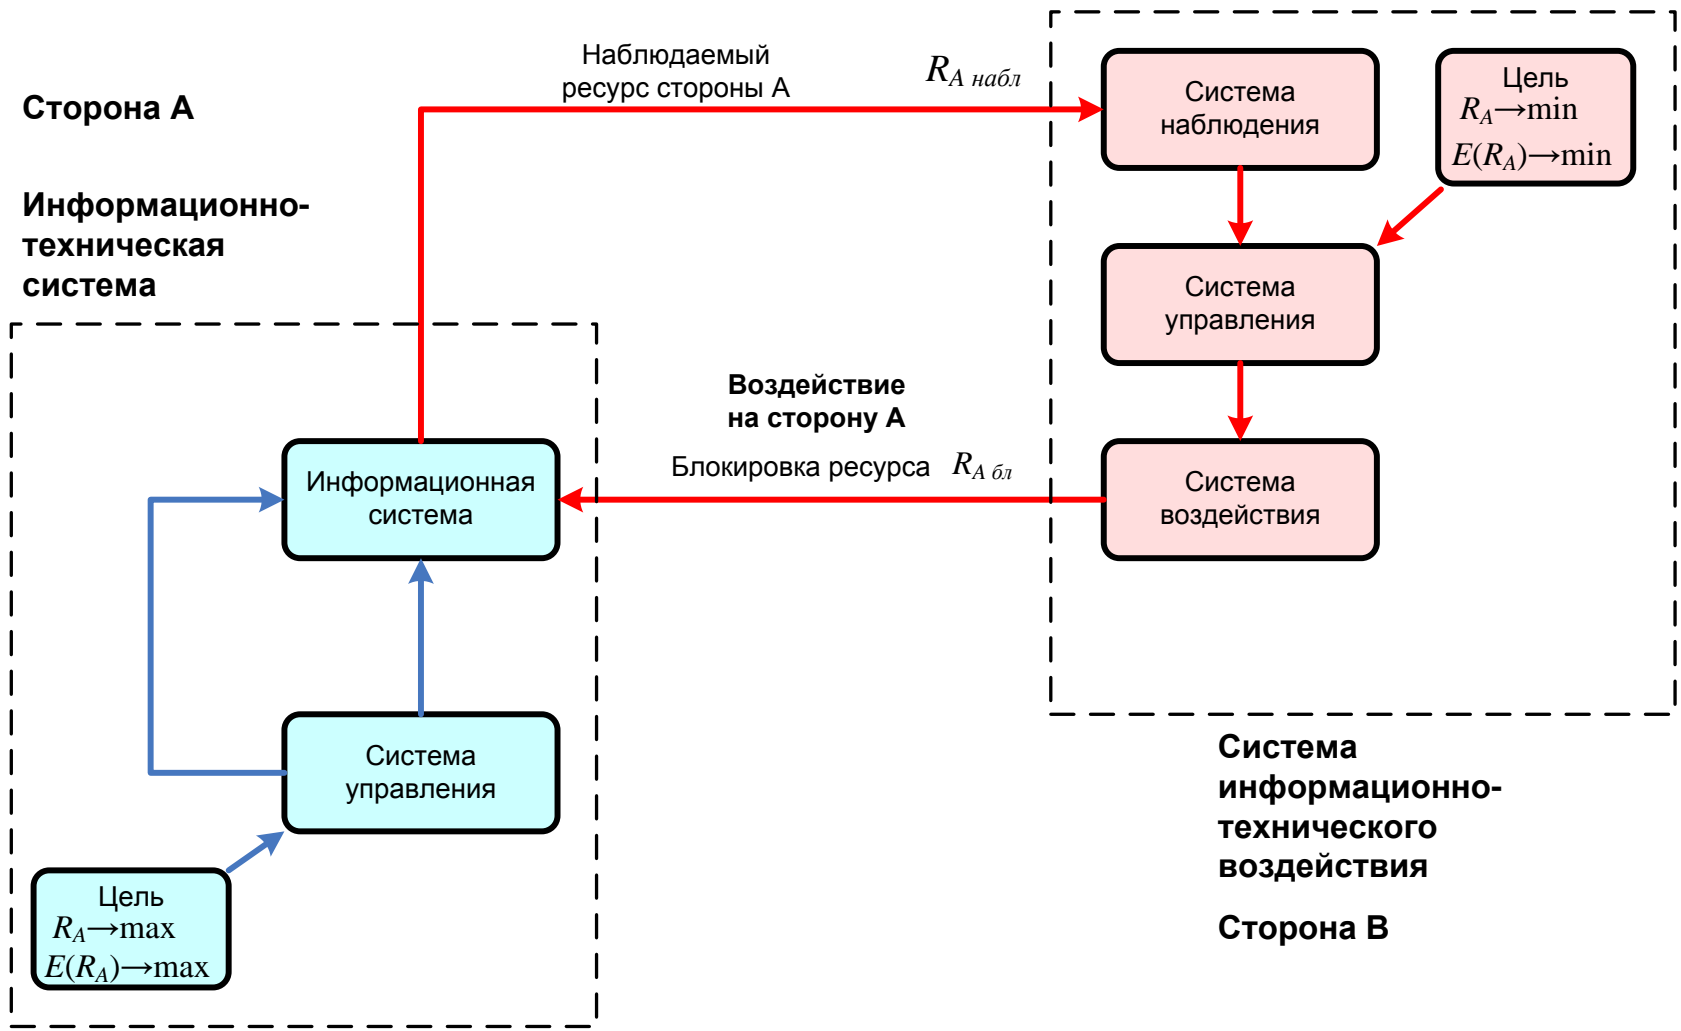 Сторона А
Информационно-
техническая
система
Наблюдаемый
ресурс стороны А
R_A набл
Система
наблюдения
Цель
R_A→min
E(R_A)→min
Система
управления
Воздействие
на сторону А
Блокировка ресурса R_A бл
Система
воздействия
Информационная
система
Система
управления
Цель
R_A→max
E(R_A)→max
Система
информационно-
технического
воздействия
Сторона В